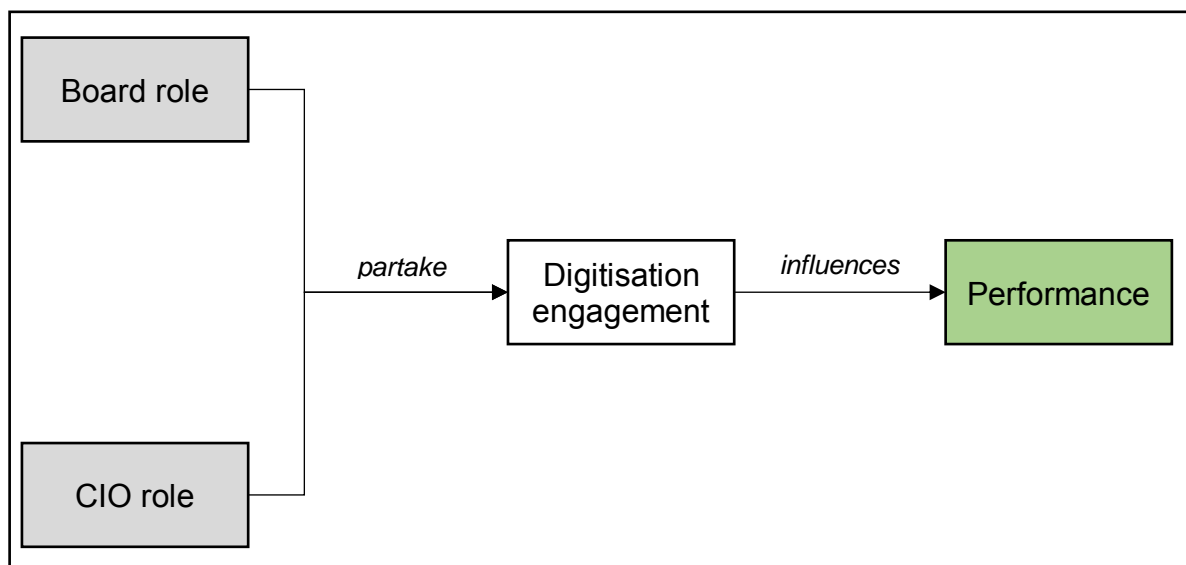 Board role
partake
Digitisation
engagement
influences
Performance
CIO role